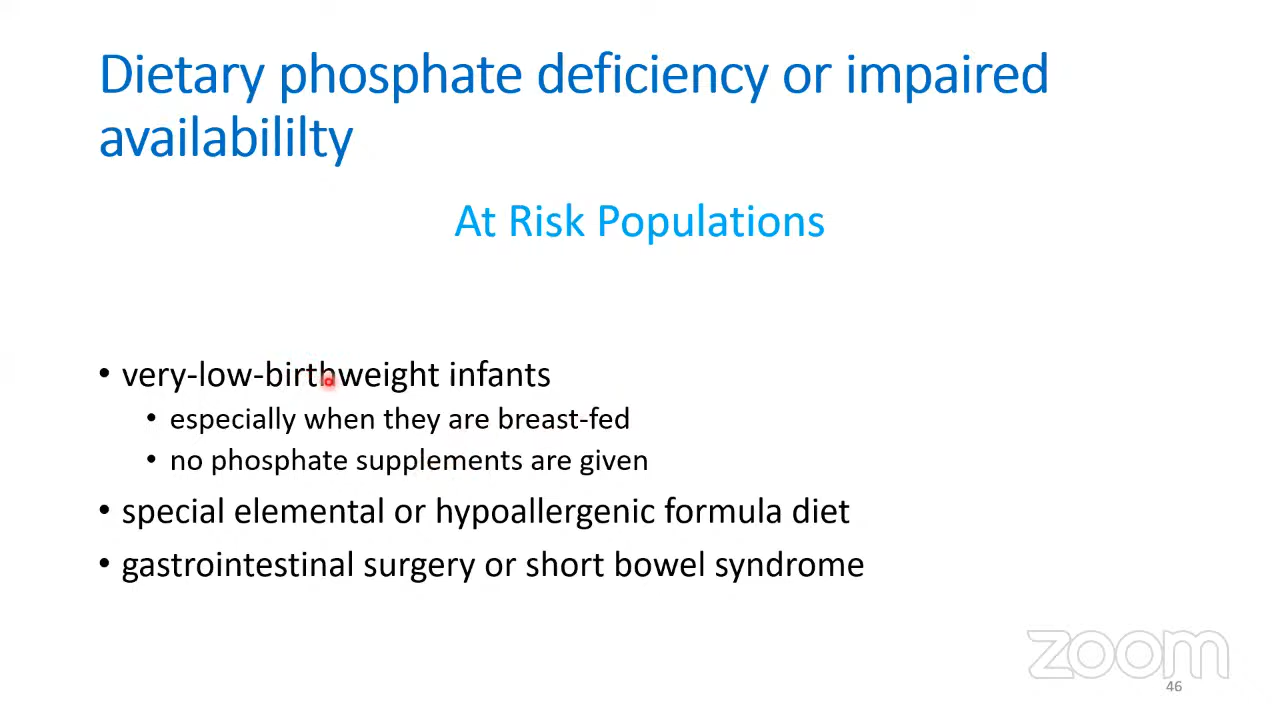 Dietary phosphate deficiency or impaired
availabililty
At Risk Populations
• very-low-birthweight infants
• especially when they are breast-fed
• no phosphate supplements are given
• special elemental or hypoallergenic formula diet
• gastrointestinal surgery or short bowel syndrome
zoom
46